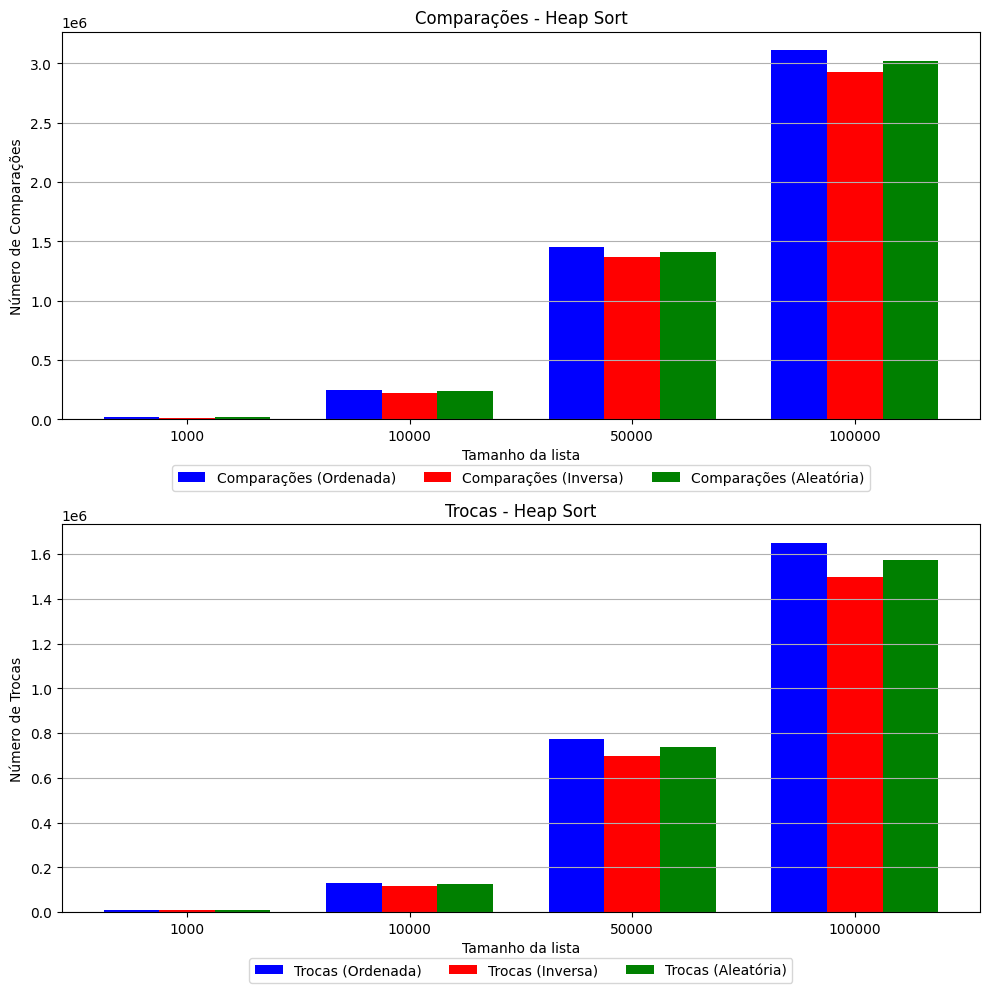 Comparações - Heap Sort
1e6
Número de Comparações
3.0
2.5
2.0
1.5
1.0
0.5
0.0
1000 10000 50000 100000
Tamanho da lista
Comparações (Ordenada) Comparações (Inversa) Comparações (Aleatória)
Trocas - Heap Sort
1e6
Número de Trocas
1.6
1.4
1.2
1.0
0.8
0.6
0.4
0.2
0.0
1000 10000 50000 100000
Tamanho da lista
Trocas (Ordenada) Trocas (Inversa) Trocas (Aleatória)